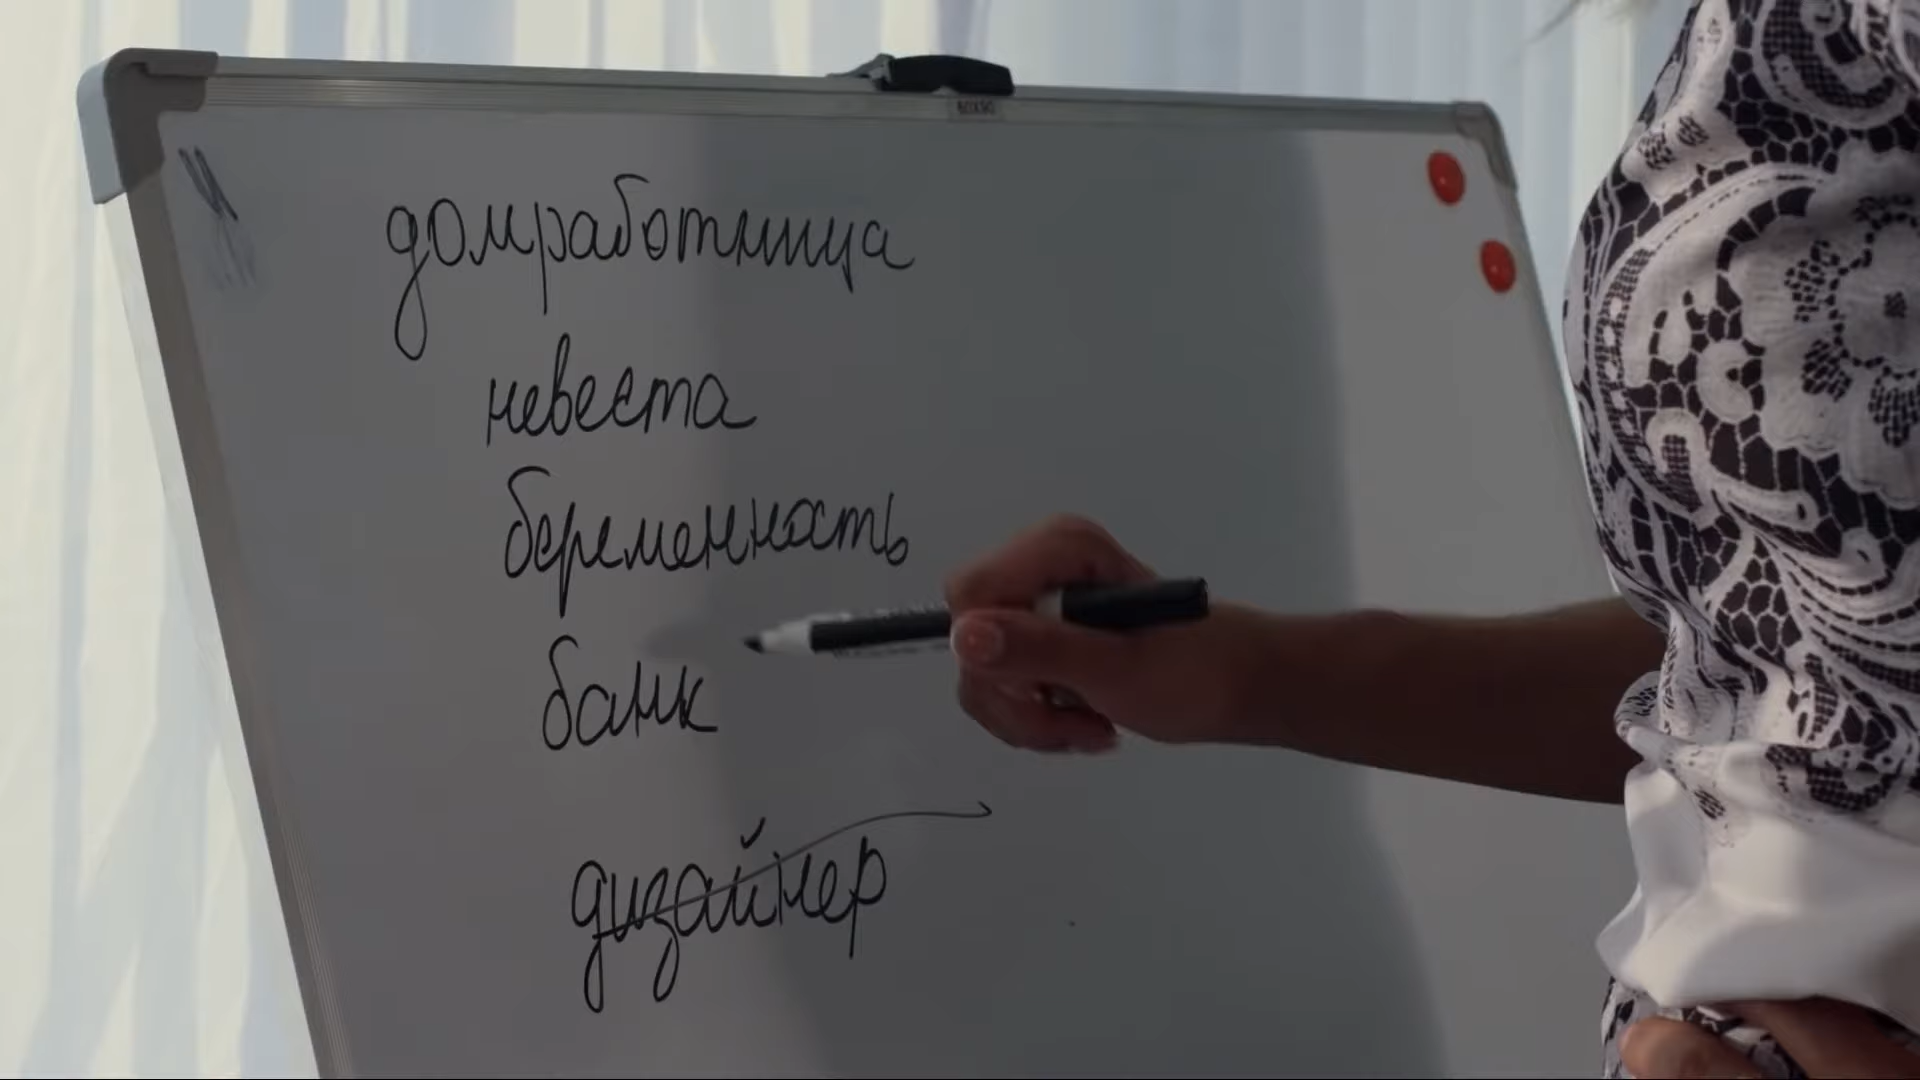 домработница
невеста
беременность
банк
дизайнер